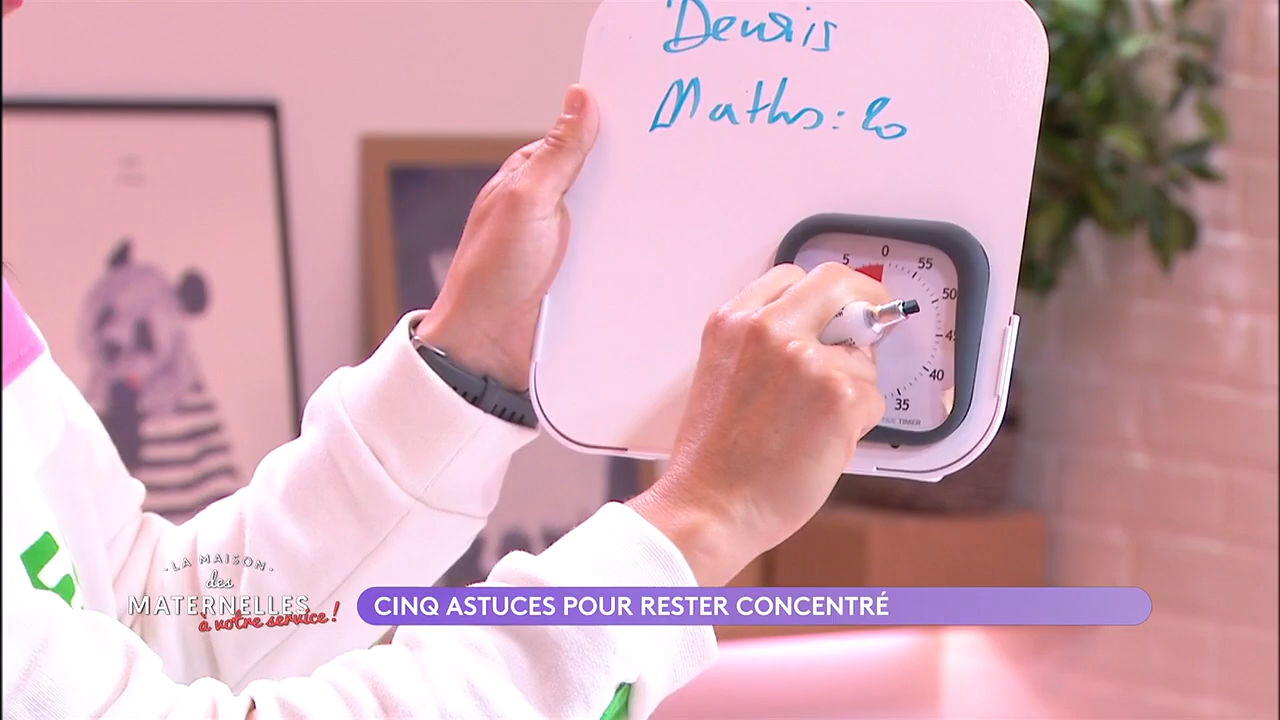 Devoirs
Maths: 20
5 0 55
50
45
40
35
TIMER
· LA MAISON ·
des
MATERNELLES
à votre service !
CINQ ASTUCES POUR RESTER CONCENTRÉ